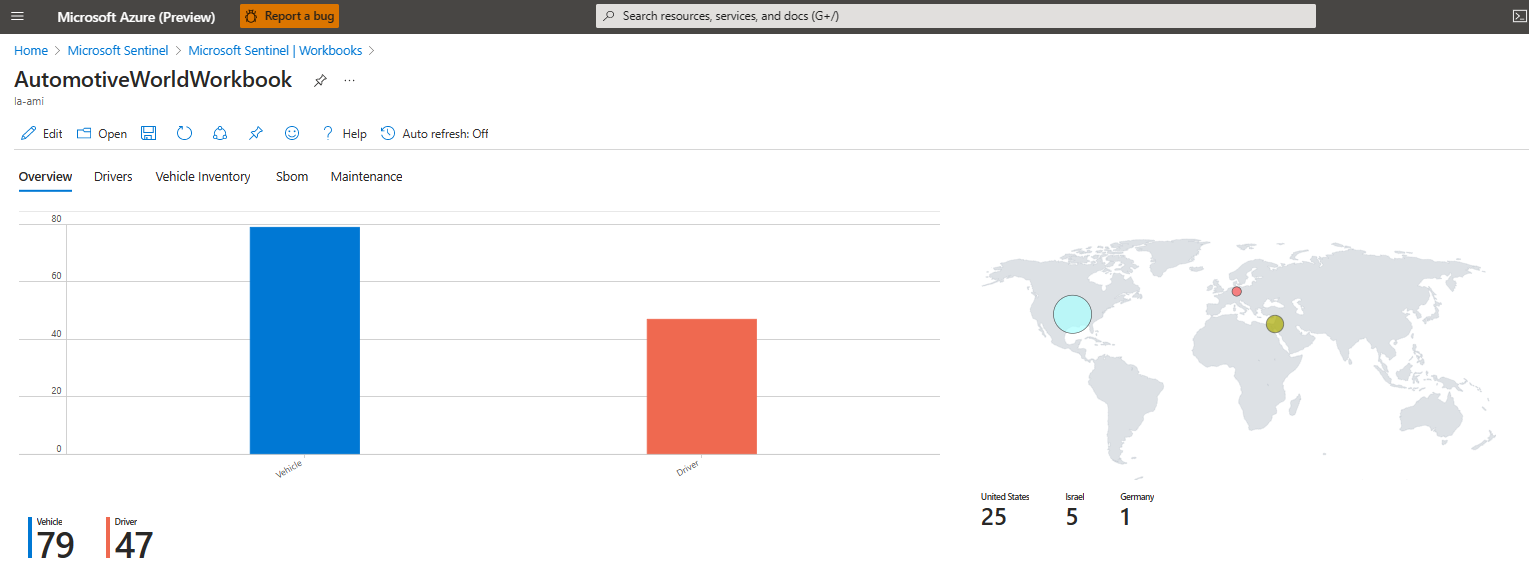 Microsoft Azure (Preview)
Report a bug
Search resources, services, and docs (G+/)
Home > Microsoft Sentinel > Microsoft Sentinel | Workbooks >
AutomotiveWorldWorkbook
la-ami
Edit Open ? Help Auto refresh: Off
Overview Drivers Vehicle Inventory Sbom Maintenance
80
60
40
20
0
Vehicle Driver
United States Israel Germany
25 5 1
Vehicle Driver
79 47